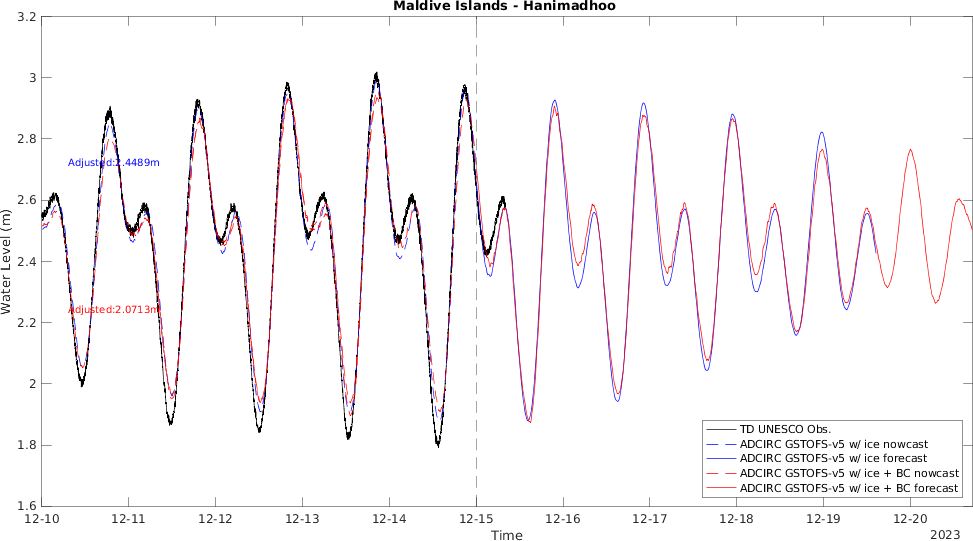 Maldive Islands - Hanimadhoo
3.2
3
2.8
2.6
2.4
2.2
2
1.8
1.6
Water Level (m)
Adjusted:2.4489m
Adjusted:2.0713m
TD UNESCO Obs.
ADCIRC GSTOFS-v5 w/ ice nowcast
ADCIRC GSTOFS-v5 w/ ice forecast
ADCIRC GSTOFS-v5 w/ ice + BC nowcast
ADCIRC GSTOFS-v5 w/ ice + BC forecast
12-10 12-11 12-12 12-13 12-14 12-15 12-16 12-17 12-18 12-19 12-20
Time
2023